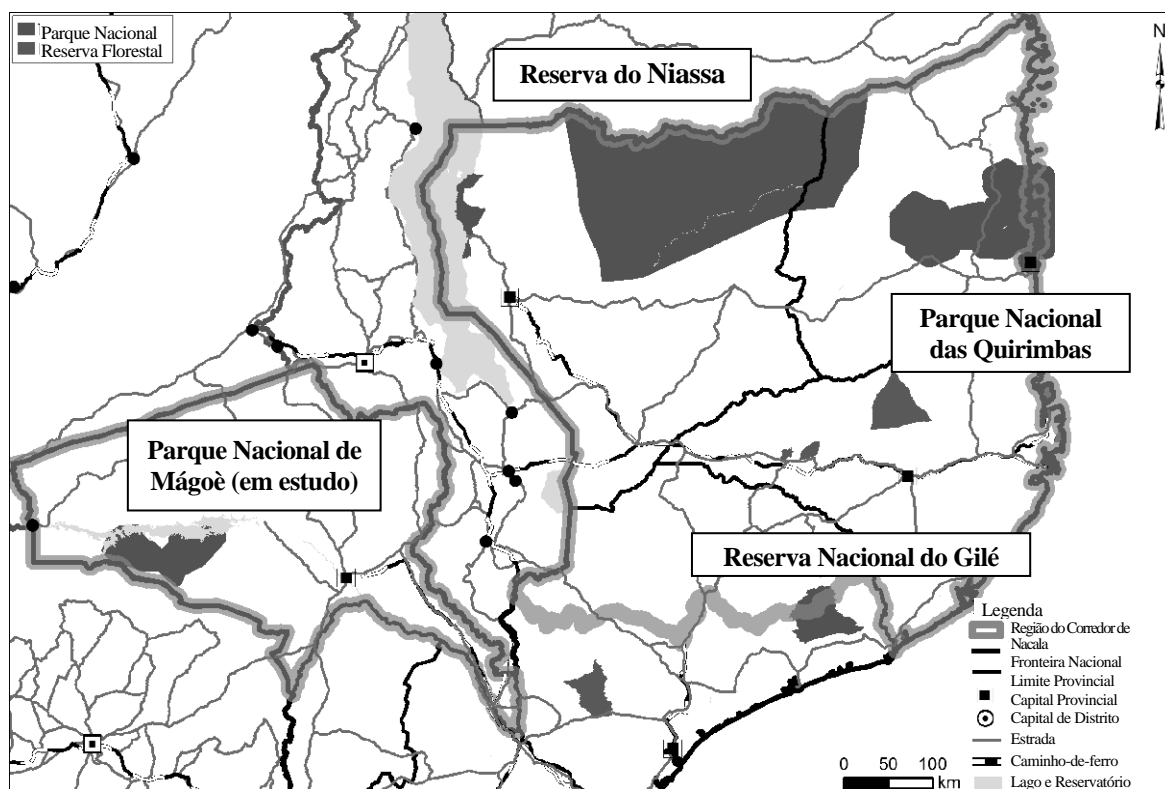 Parque Nacional
Reserva Florestal
N
Reserva do Niassa
Parque Nacional
das Quirimbas
Parque Nacional de
Mágoè (em estudo)
Reserva Nacional do Gilé
Legenda
Região do Corredor de
Nacala
Fronteira Nacional
Limite Provincial
Capital Provincial
Capital de Distrito
Estrada
Caminho-de-ferro
Lago e Reservatório
0 50 100
km